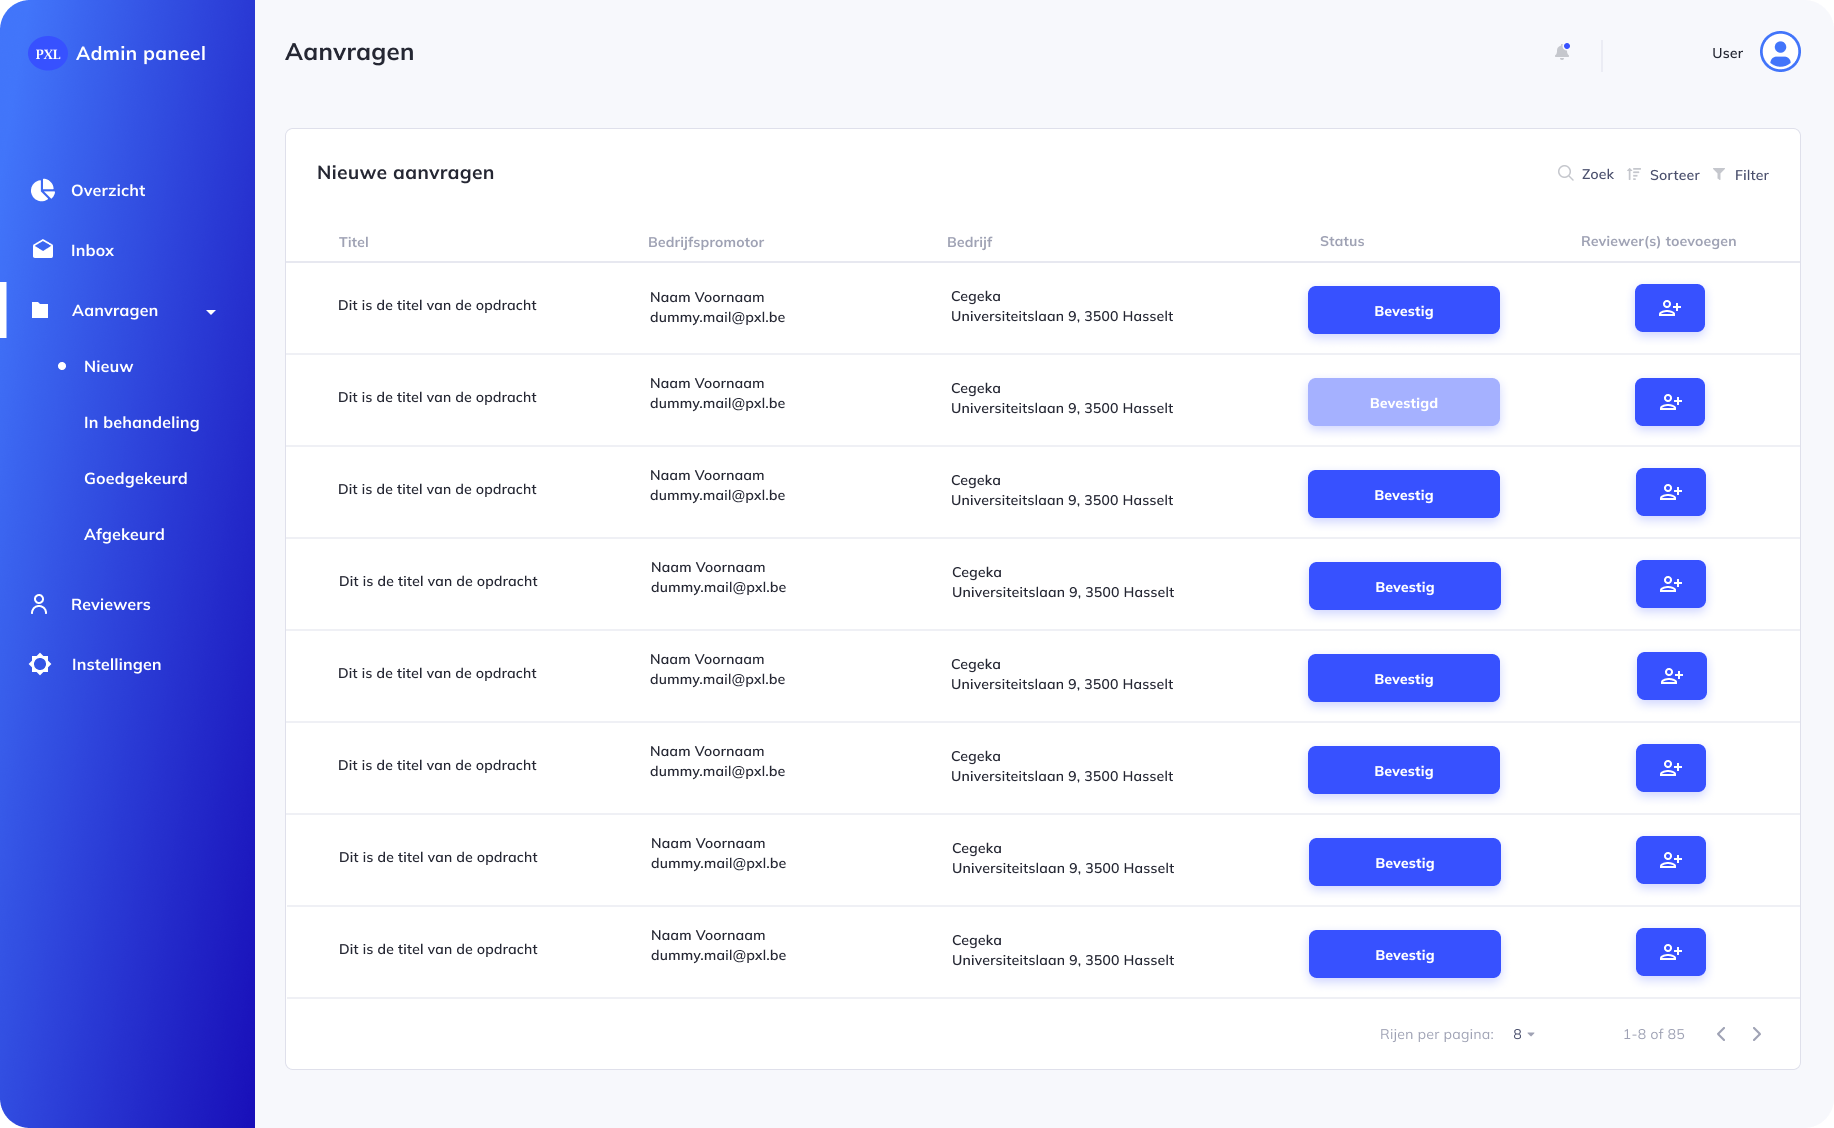 PXL Admin paneel
Overzicht
Inbox
Aanvragen
Nieuw
In behandeling
Goedgekeurd
Afgekeurd
Reviewers
Instellingen
Aanvragen
User
Nieuwe aanvragen
Zoek Sorteer Filter
Titel Bedrijfspromotor Bedrijf Status Reviewer(s) toevoegen
Dit is de titel van de opdracht
Naam Voornaam
dummy.mail@pxl.be
Cegeka
Universiteitslaan 9, 3500 Hasselt
Bevestig
Dit is de titel van de opdracht
Naam Voornaam
dummy.mail@pxl.be
Cegeka
Universiteitslaan 9, 3500 Hasselt
Bevestigd
Dit is de titel van de opdracht
Naam Voornaam
dummy.mail@pxl.be
Cegeka
Universiteitslaan 9, 3500 Hasselt
Bevestig
Dit is de titel van de opdracht
Naam Voornaam
dummy.mail@pxl.be
Cegeka
Universiteitslaan 9, 3500 Hasselt
Bevestig
Dit is de titel van de opdracht
Naam Voornaam
dummy.mail@pxl.be
Cegeka
Universiteitslaan 9, 3500 Hasselt
Bevestig
Dit is de titel van de opdracht
Naam Voornaam
dummy.mail@pxl.be
Cegeka
Universiteitslaan 9, 3500 Hasselt
Bevestig
Dit is de titel van de opdracht
Naam Voornaam
dummy.mail@pxl.be
Cegeka
Universiteitslaan 9, 3500 Hasselt
Bevestig
Dit is de titel van de opdracht
Naam Voornaam
dummy.mail@pxl.be
Cegeka
Universiteitslaan 9, 3500 Hasselt
Bevestig
Rijen per pagina: 8 1-8 of 85